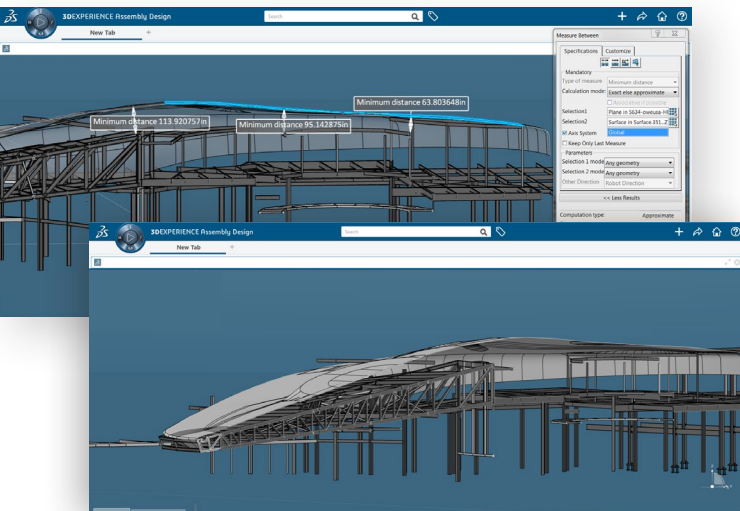 3DEXPERIENCE Assembly Design
Search
New Tab +
Measure Between
Specifications Customize
Mandatory
Type of measure Minimum distance
Calculation mode: Exact else approximate
Selection1 Plane in
Selection2 Surface in Surface
Axis System Global
Keep Only Last Measure
Parameters
Selection 1 mode Any geometry
Selection 2 mode Any geometry
Other Direction Robot Direction
<< Less Results
Computation type: Approximate
Minimum distance 63.803648in
Minimum distance 113.920757in
Minimum distance 95.142875in
3DEXPERIENCE Assembly Design
Search
New Tab +